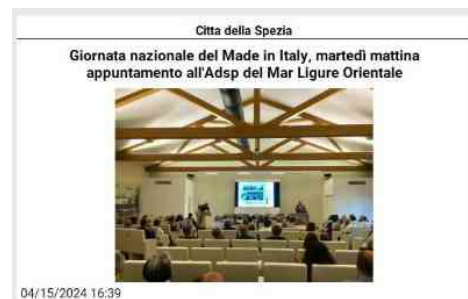 Citta della Spezia
Giornata nazionale del Made in Italy, martedì mattina
appuntamento all'Adsp del Mar Ligure Orientale
04/15/2024 16:39